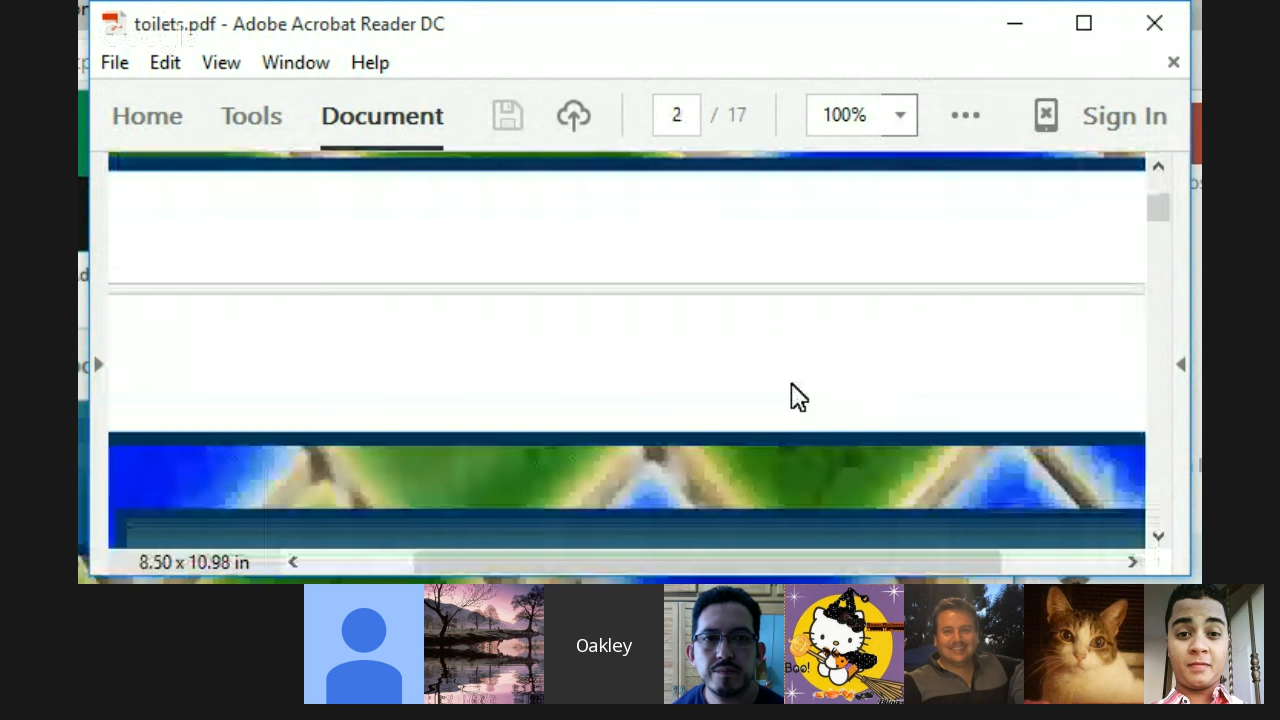 toilets.pdf - Adobe Acrobat Reader DC
File Edit View Window Help
Home Tools Document 2 / 17 100% Sign In
8.50 x 10.98 in
Oakley
Boo!